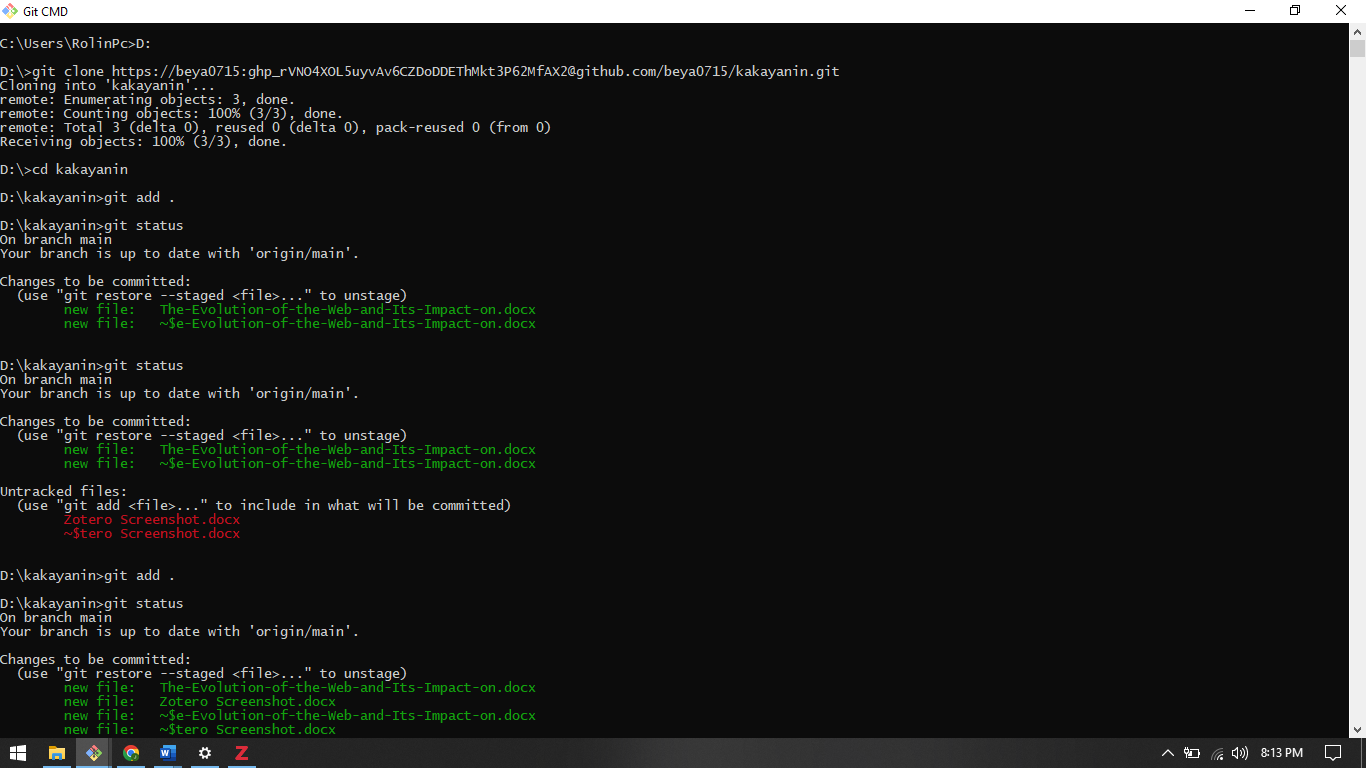 Git CMD
C:\Users\RolinPc>D:
D:\>git clone https://beya0715: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@github.com/beya0715/kakayanin.git
Cloning into 'kakayanin'...
remote: Enumerating objects: 3, done.
remote: Counting objects: 100% (3/3), done.
remote: Total 3 (delta 0), reused 0 (delta 0), pack-reused 0 (from 0)
Receiving objects: 100% (3/3), done.
D:\>cd kakayanin
D:\kakayanin>git add .
D:\kakayanin>git status
On branch main
Your branch is up to date with 'origin/main'.
Changes to be committed:
  (use "git restore --staged <file>..." to unstage)
        new file:   The-Evolution-of-the-Web-and-Its-Impact-on.docx
        new file:   ~$e-Evolution-of-the-Web-and-Its-Impact-on.docx
D:\kakayanin>git status
On branch main
Your branch is up to date with 'origin/main'.
Changes to be committed:
  (use "git restore --staged <file>..." to unstage)
        new file:   The-Evolution-of-the-Web-and-Its-Impact-on.docx
        new file:   ~$e-Evolution-of-the-Web-and-Its-Impact-on.docx
Untracked files:
  (use "git add <file>..." to include in what will be committed)
        Zotero Screenshot.docx
        ~$tero Screenshot.docx
D:\kakayanin>git add .
D:\kakayanin>git status
On branch main
Your branch is up to date with 'origin/main'.
Changes to be committed:
  (use "git restore --staged <file>..." to unstage)
        new file:   The-Evolution-of-the-Web-and-Its-Impact-on.docx
        new file:   Zotero Screenshot.docx
        new file:   ~$e-Evolution-of-the-Web-and-Its-Impact-on.docx
        new file:   ~$tero Screenshot.docx
8:13 PM